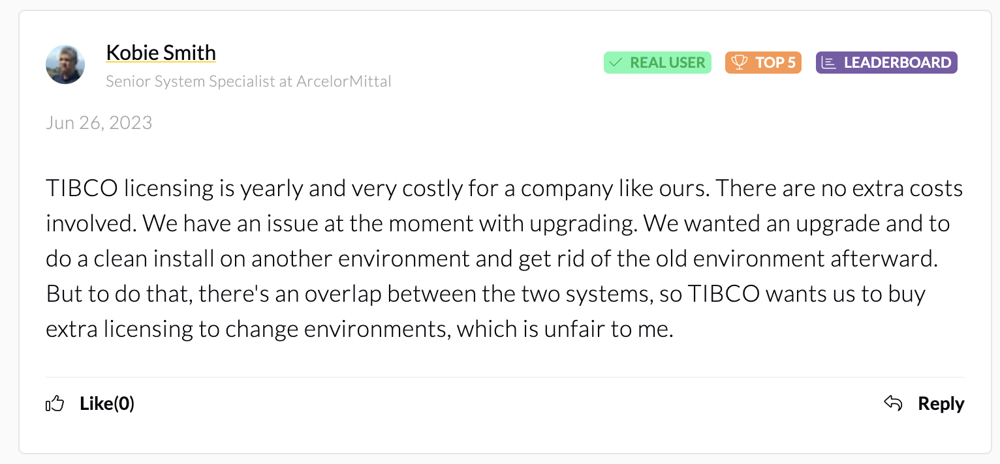 Kobie Smith
REAL USER
TOP 5
LEADERBOARD
Senior System Specialist at ArcelorMittal
Jun 26, 2023
TIBCO licensing is yearly and very costly for a company like ours. There are no extra costs
involved. We have an issue at the moment with upgrading. We wanted an upgrade and to
do a clean install on another environment and get rid of the old environment afterward.
But to do that, there's an overlap between the two systems, so TIBCO wants us to buy
extra licensing to change environments, which is unfair to me.
Like(0)
Reply